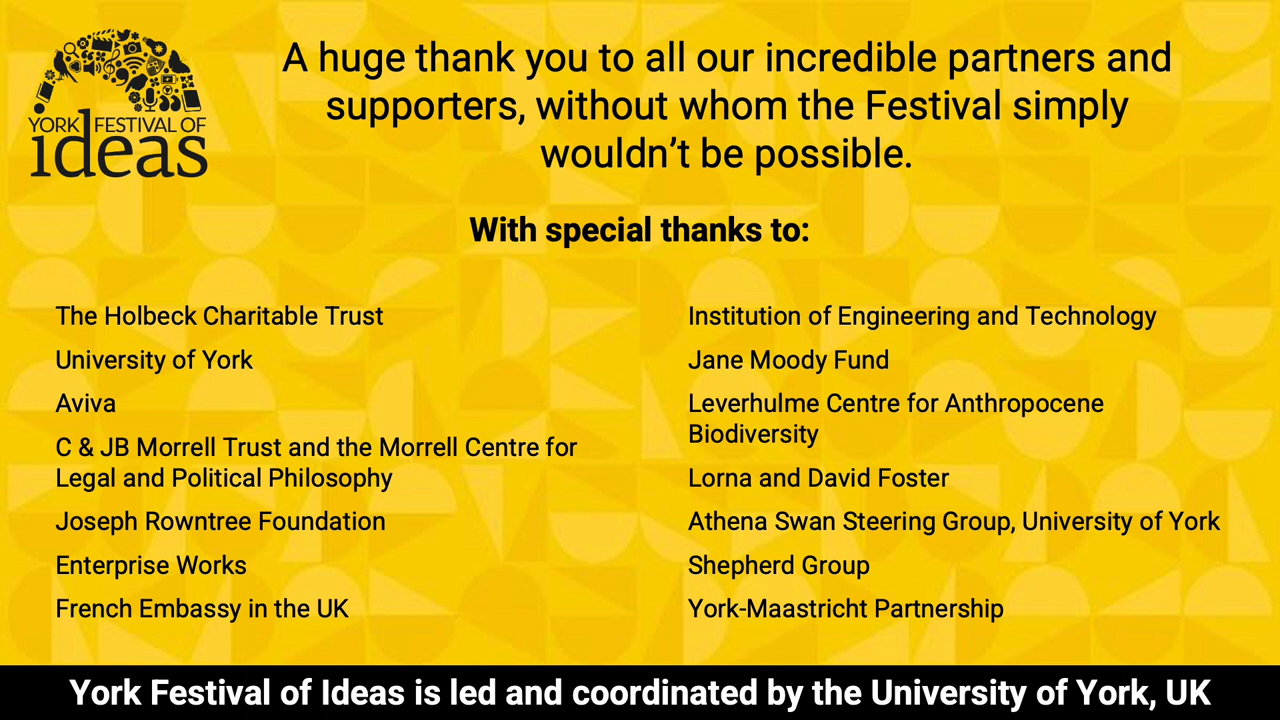 YORK FESTIVAL OF
ideas
A huge thank you to all our incredible partners and
supporters, without whom the Festival simply
wouldn’t be possible.
With special thanks to:
The Holbeck Charitable Trust
University of York
Aviva
C & JB Morrell Trust and the Morrell Centre for
Legal and Political Philosophy
Joseph Rowntree Foundation
Enterprise Works
French Embassy in the UK
Institution of Engineering and Technology
Jane Moody Fund
Leverhulme Centre for Anthropocene
Biodiversity
Lorna and David Foster
Athena Swan Steering Group, University of York
Shepherd Group
York-Maastricht Partnership
York Festival of Ideas is led and coordinated by the University of York, UK